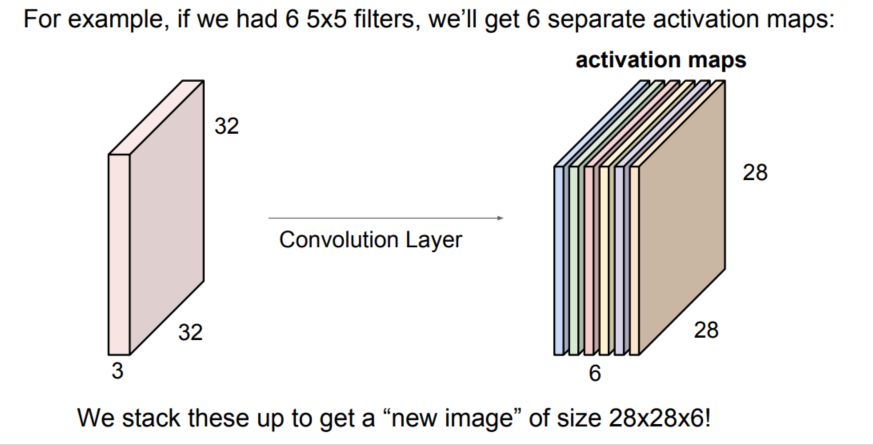 For example, if we had 6 5x5 filters, we'll get 6 separate activation maps:
activation maps
32
28
Convolution Layer
32
28
3
6
We stack these up to get a “new image” of size 28x28x6!